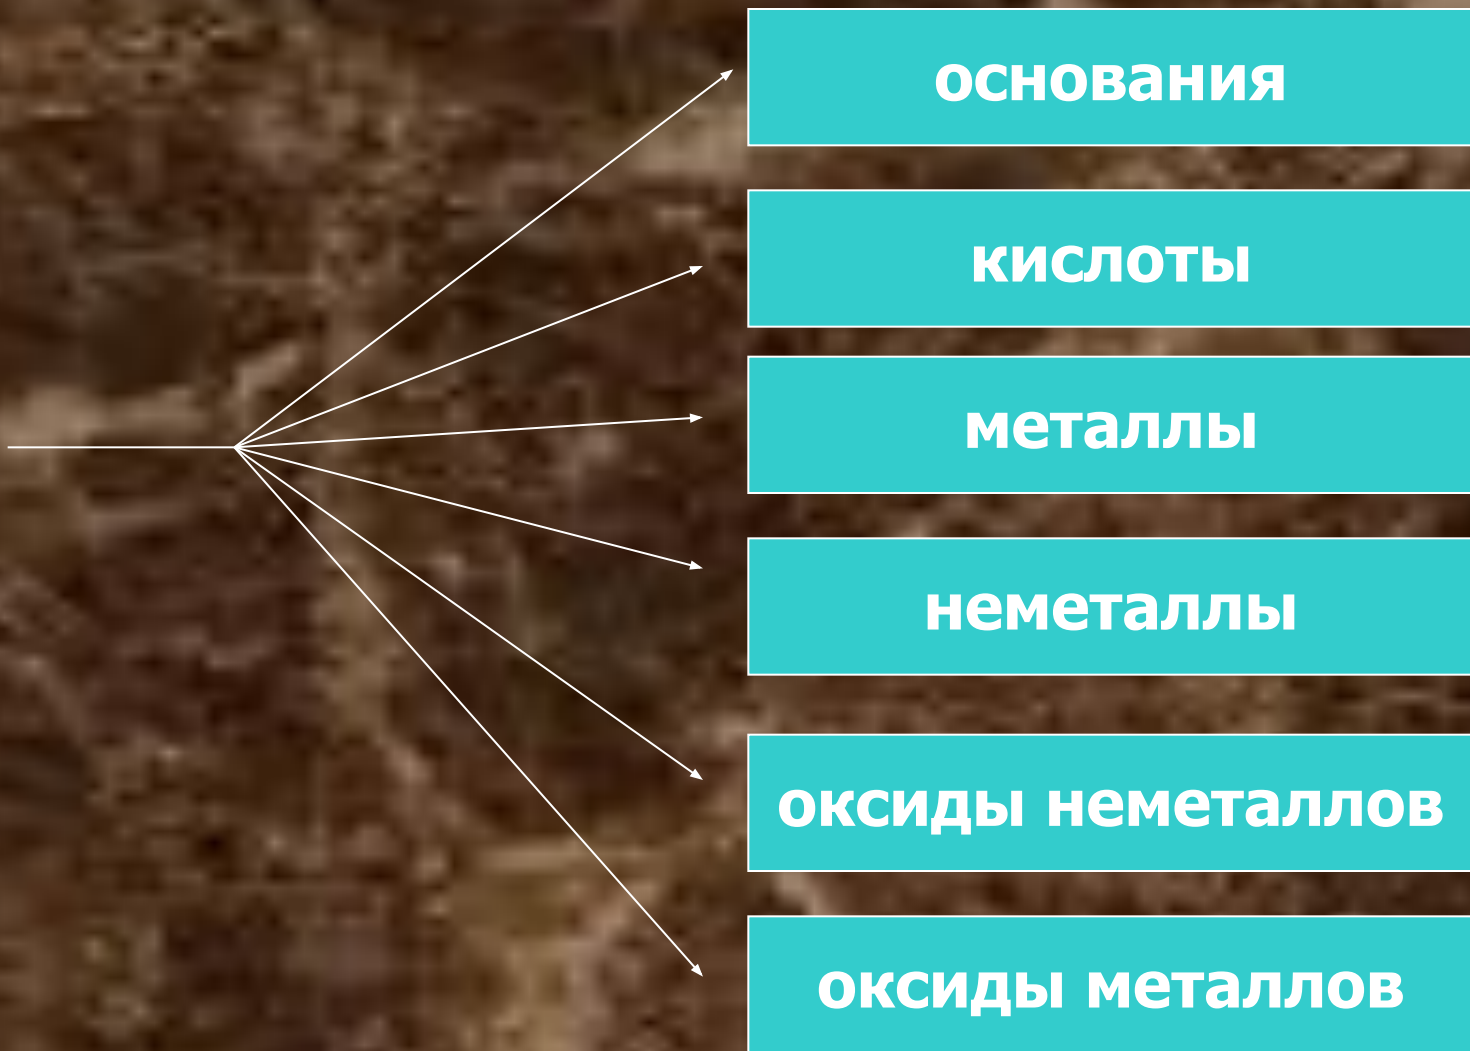 основания
кислоты
металлы
неметаллы
оксиды неметаллов
оксиды металлов